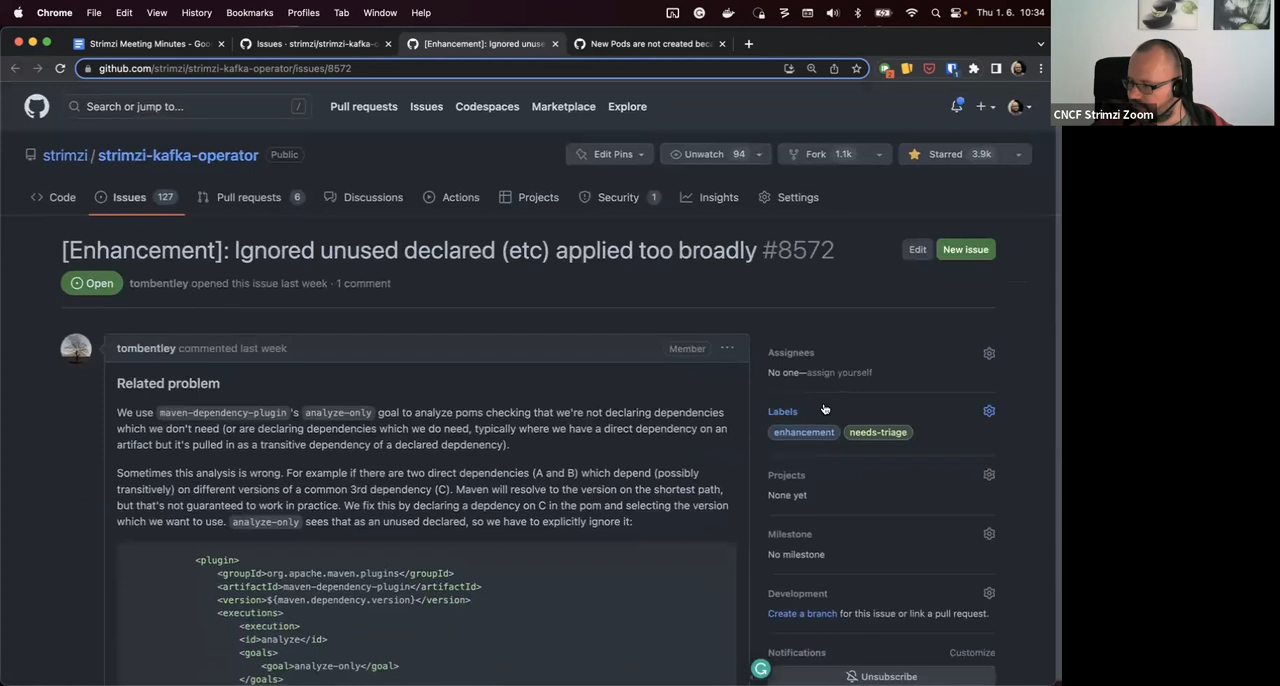 Chrome File Edit View History Bookmarks Profiles Tab Window Help Thu 1. 6. 10:34
Strimzi Meeting Minutes - Goo
Issues · strimzi/strimzi-kafka-o
[Enhancement]: Ignored unuse
New Pods are not created bec
github.com/strimzi/strimzi-kafka-operator/issues/8572
CNCF Strimzi Zoom
Search or jump to... /
Pull requests Issues Codespaces Marketplace Explore
strimzi / strimzi-kafka-operator Public
Edit Pins Unwatch 94 Fork 1.1k Starred 3.9k
Code Issues 127 Pull requests 6 Discussions Actions Projects Security 1 Insights Settings
[Enhancement]: Ignored unused declared (etc) applied too broadly #8572
Edit New issue
Open tombentley opened this issue last week · 1 comment
tombentley commented last week Member ...
Related problem
We use maven-dependency-plugin 's analyze-only goal to analyze poms checking that we're not declaring dependencies
which we don't need (or are declaring dependencies which we do need, typically where we have a direct dependency on an
artifact but it's pulled in as a transitive dependency of a declared depdenency).
Sometimes this analysis is wrong. For example if there are two direct dependencies (A and B) which depend (possibly
transitively) on different versions of a common 3rd dependency (C). Maven will resolve to the version on the shortest path,
but that's not guaranteed to work in practice. We fix this by declaring a depdency on C in the pom and selecting the version
which we want to use. analyze-only sees that as an unused declared, so we have to explicitly ignore it:
<plugin>
<groupId>org.apache.maven.plugins</groupId>
<artifactId>maven-dependency-plugin</artifactId>
<version>${maven.dependency.version}</version>
<executions>
<execution>
<id>analyze</id>
<goals>
<goal>analyze-only</goal>
</goals>
Assignees
No one—assign yourself
Labels
enhancement needs-triage
Projects
None yet
Milestone
No milestone
Development
Create a branch for this issue or link a pull request.
Notifications Customize
Unsubscribe